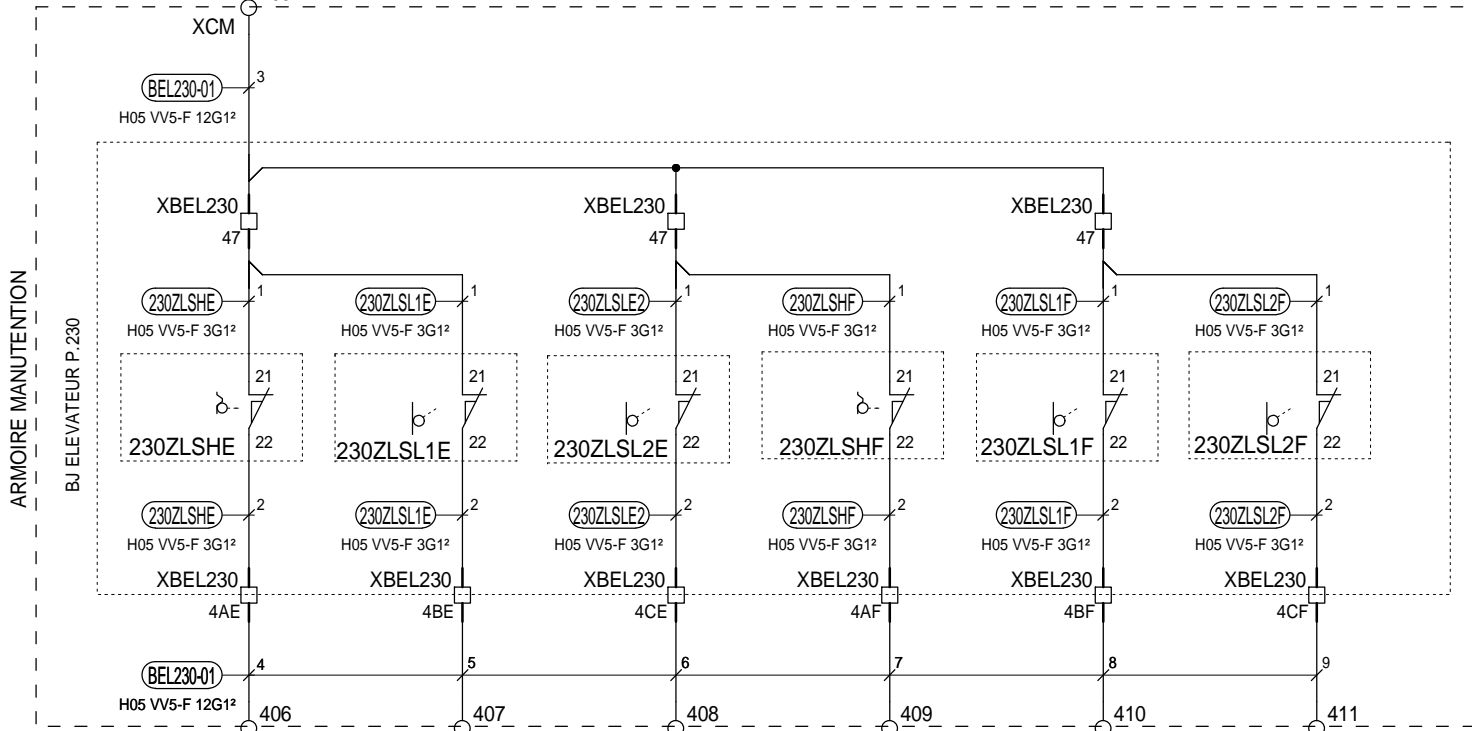 XCM
BEL230-01
3
H05 VV5-F 12G1²
ARMOIRE MANUTENTION
BJ ELEVATEUR P.230
XBEL230
47
XBEL230
47
XBEL230
47
230ZLSHE
1
H05 VV5-F 3G1²
230ZLSL1E
1
H05 VV5-F 3G1²
230ZLSLE2
1
H05 VV5-F 3G1²
230ZLSHF
1
H05 VV5-F 3G1²
230ZLSL1F
1
H05 VV5-F 3G1²
230ZLSL2F
1
H05 VV5-F 3G1²
21
22
230ZLSHE
21
22
230ZLSL1E
21
22
230ZLSL2E
21
22
230ZLSHF
21
22
230ZLSL1F
21
22
230ZLSL2F
230ZLSHE
2
H05 VV5-F 3G1²
230ZLSL1E
2
H05 VV5-F 3G1²
230ZLSLE2
2
H05 VV5-F 3G1²
230ZLSHF
2
H05 VV5-F 3G1²
230ZLSL1F
2
H05 VV5-F 3G1²
230ZLSL2F
2
H05 VV5-F 3G1²
XBEL230
4AE
XBEL230
4BE
XBEL230
4CE
XBEL230
4AF
XBEL230
4BF
XBEL230
4CF
BEL230-01
H05 VV5-F 12G1²
4
5
6
7
8
9
406
407
408
409
410
411